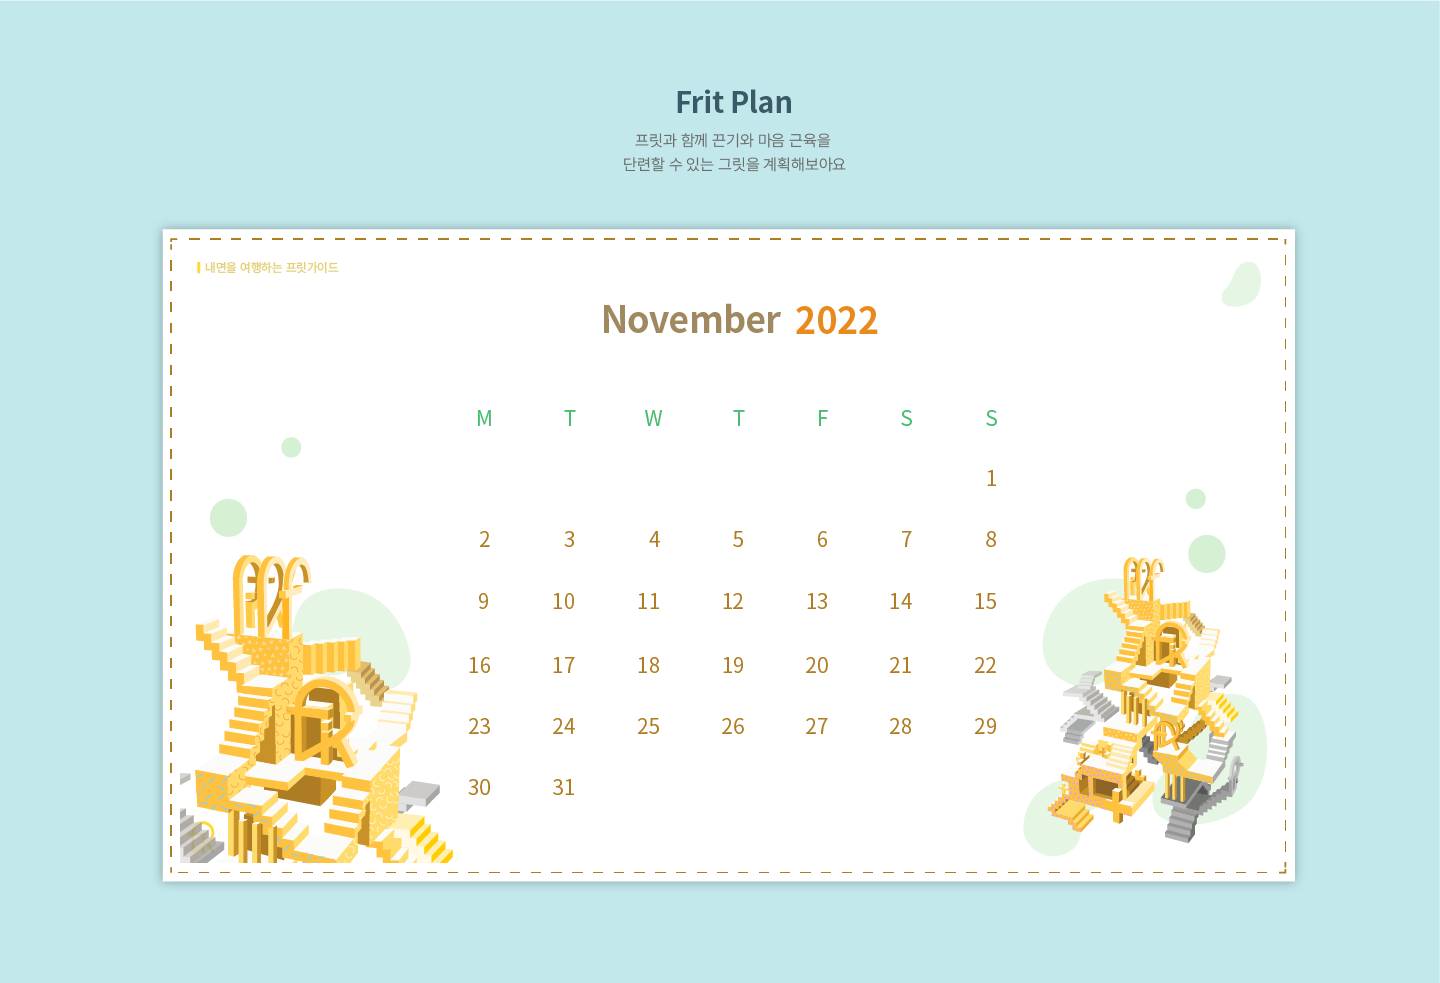 Frit Plan
프릿과 함께 끈기와 마음 근육을
단련할 수 있는 그릿을 계획해보아요
내면을 여행하는 프릿가이드
November 2022
M T W T F S S
1
2 3 4 5 6 7 8
9 10 11 12 13 14 15
16 17 18 19 20 21 22
23 24 25 26 27 28 29
30 31